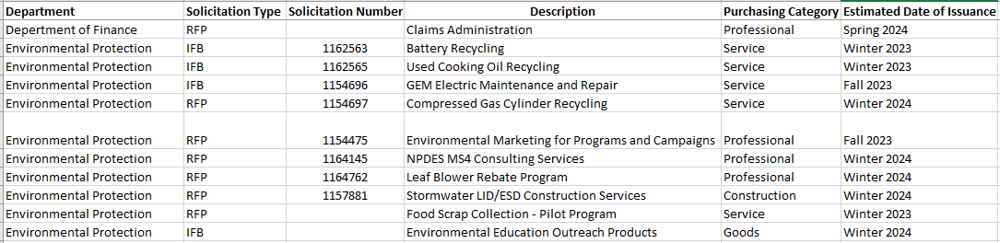 Department Solicitation Type Solicitation Number Description Purchasing Category Estimated Date of Issuance
Department of Finance RFP Claims Administration Professional Spring 2024
Environmental Protection IFB 1162563 Battery Recycling Service Winter 2023
Environmental Protection IFB 1162565 Used Cooking Oil Recycling Service Winter 2023
Environmental Protection IFB 1154696 GEM Electric Maintenance and Repair Service Fall 2023
Environmental Protection RFP 1154697 Compressed Gas Cylinder Recycling Service Winter 2024
Environmental Protection RFP 1154475 Environmental Marketing for Programs and Campaigns Professional Fall 2023
Environmental Protection RFP 1164145 NPDES MS4 Consulting Services Professional Winter 2024
Environmental Protection RFP 1164762 Leaf Blower Rebate Program Professional Winter 2024
Environmental Protection RFP 1157881 Stormwater LID/ESD Construction Services Construction Winter 2024
Environmental Protection RFP Food Scrap Collection - Pilot Program Service Winter 2023
Environmental Protection IFB Environmental Education Outreach Products Goods Winter 2024